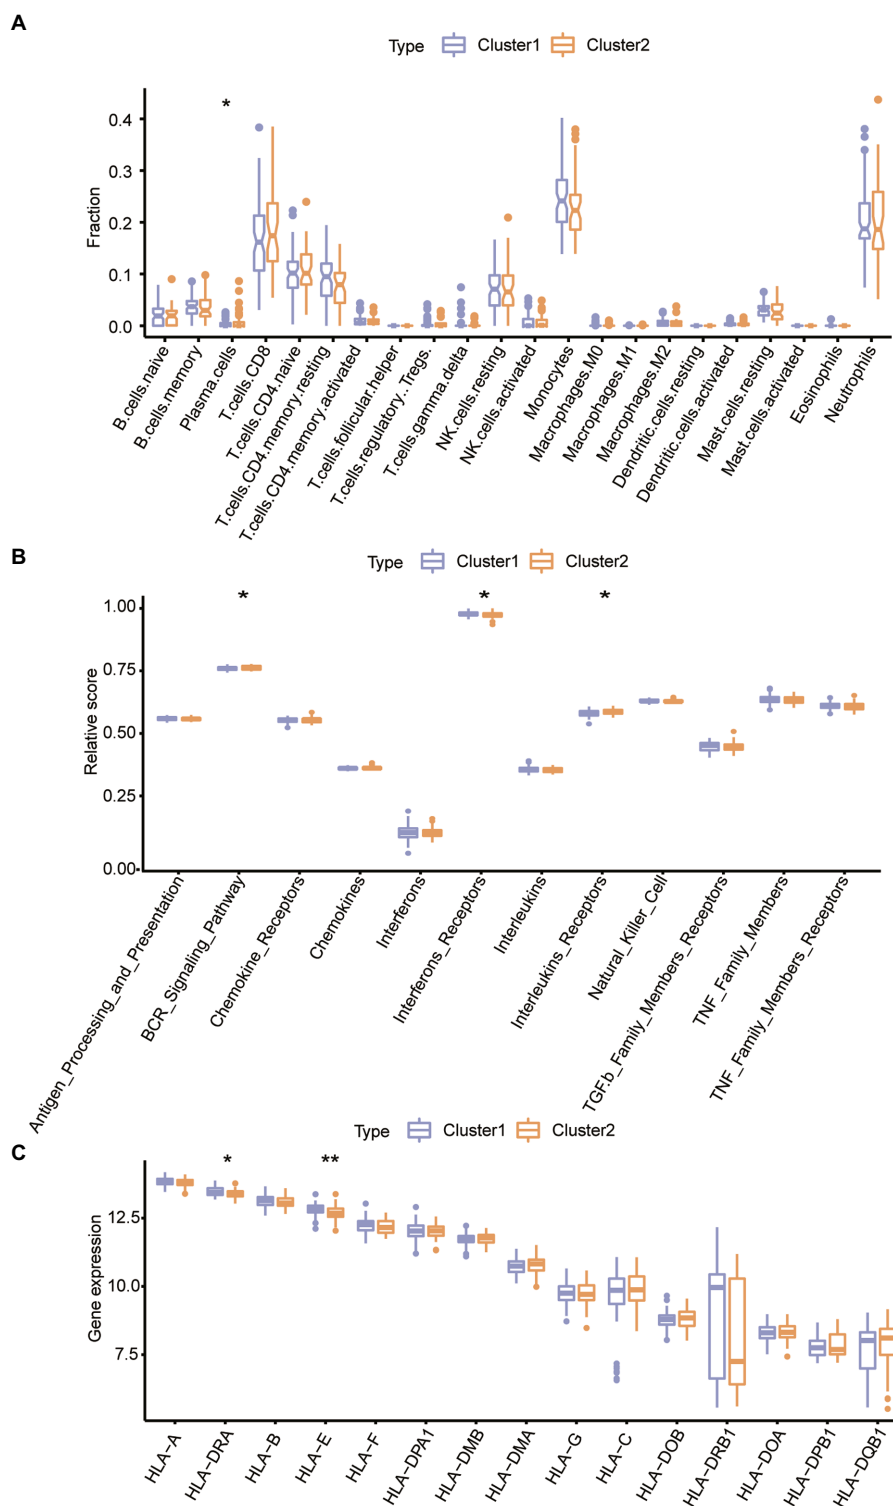 A
Type Cluster1 Cluster2
*
Fraction
0.4
0.3
0.2
0.1
0.0
B.cells.naive
B.cells.memory
Plasma.cells
T.cells.CD8
T.cells.CD4.naive
T.cells.CD4.memory.resting
T.cells.CD4.memory.activated
T.cells.follicular.helper
T.cells.regulatory..Tregs.
T.cells.gamma.delta
NK.cells.resting
NK.cells.activated
Monocytes
Macrophages.M0
Macrophages.M1
Macrophages.M2
Dendritic.cells.resting
Dendritic.cells.activated
Mast.cells.resting
Mast.cells.activated
Eosinophils
Neutrophils
B
Type Cluster1 Cluster2
* * *
Relative score
1.00
0.75
0.50
0.25
0.00
Antigen_Processing_and_Presentation
BCR_Signaling_Pathway
Chemokine_Receptors
Chemokines
Interferons
Interferons_Receptors
Interleukins
Interleukins_Receptors
Natural_Killer_Cell
TGF.b_Family_Members_Receptors
TNF_Family_Members
TNF_Family_Members_Receptors
Type Cluster1 Cluster2
C
* **
Gene expression
12.5
10.0
7.5
HLA−A
HLA−DRA
HLA−B
HLA−E
HLA−F
HLA−DPA1
HLA−DMB
HLA−DMA
HLA−G
HLA−C
HLA−DOB
HLA−DRB1
HLA−DOA
HLA−DPB1
HLA−DQB1